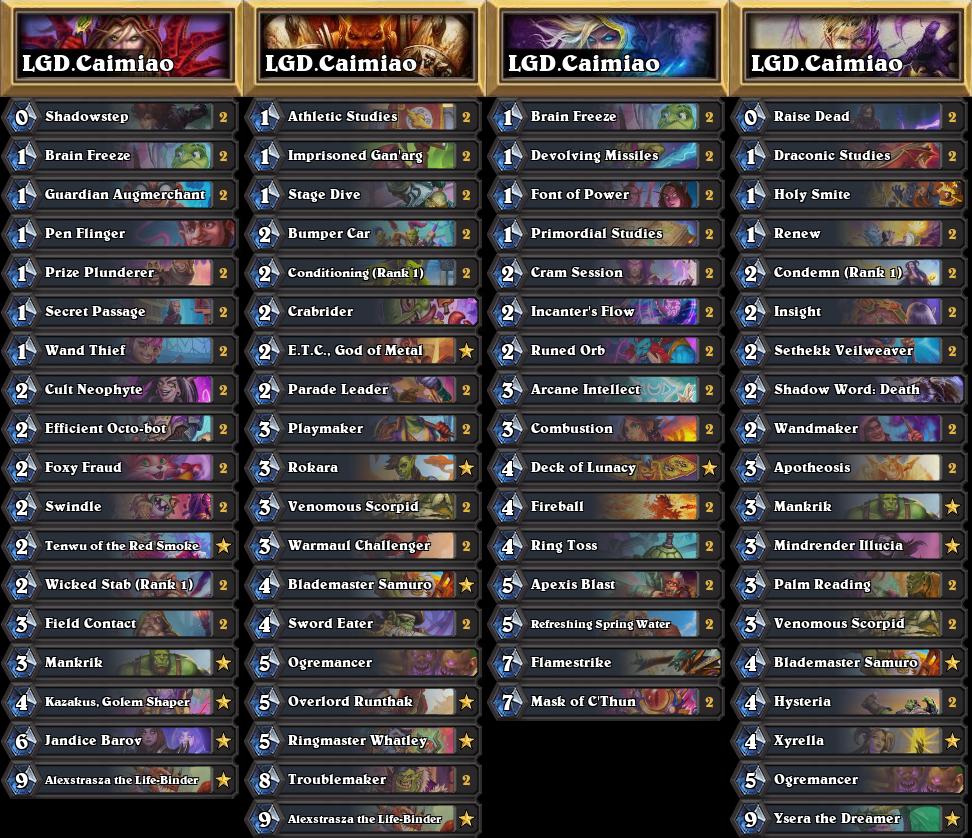 LGD.Caimiao
0 Shadowstep 2
1 Brain Freeze 2
1 Guardian Augmerchant 2
1 Pen Flinger
1 Prize Plunderer 2
1 Secret Passage 2
1 Wand Thief 2
2 Cult Neophyte 2
2 Efficient Octo-bot 2
2 Foxy Fraud 2
2 Swindle 2
2 Tenwu of the Red Smoke
2 Wicked Stab (Rank 1) 2
3 Field Contact 2
3 Mankrik
4 Kazakus, Golem Shaper
6 Jandice Barov
9 Alexstrasza the Life-Binder
LGD.Caimiao
1 Athletic Studies 2
1 Imprisoned Gan'arg 2
1 Stage Dive 2
2 Bumper Car 2
2 Conditioning (Rank 1) 2
2 Crabrider
2 E.T.C., God of Metal
2 Parade Leader 2
3 Playmaker 2
3 Rokara
3 Venomous Scorpid 2
3 Warmaul Challenger 2
4 Blademaster Samuro
4 Sword Eater 2
5 Ogremancer
5 Overlord Runthak
5 Ringmaster Whatley
8 Troublemaker 2
9 Alexstrasza the Life-Binder
LGD.Caimiao
1 Brain Freeze 2
1 Devolving Missiles 2
1 Font of Power 2
1 Primordial Studies 2
2 Cram Session 2
2 Incanter's Flow 2
2 Runed Orb 2
3 Arcane Intellect 2
3 Combustion 2
4 Deck of Lunacy
4 Fireball 2
4 Ring Toss 2
5 Apexis Blast 2
5 Refreshing Spring Water 2
7 Flamestrike
7 Mask of C'Thun 2
LGD.Caimiao
0 Raise Dead 2
1 Draconic Studies 2
1 Holy Smite 2
1 Renew 2
2 Condemn (Rank 1) 2
2 Insight 2
2 Sethekk Veilweaver 2
2 Shadow Word: Death
2 Wandmaker 2
3 Apotheosis 2
3 Mankrik
3 Mindrender Illucia
3 Palm Reading 2
3 Venomous Scorpid 2
4 Blademaster Samuro
4 Hysteria 2
4 Xyrella
5 Ogremancer
9 Ysera the Dreamer